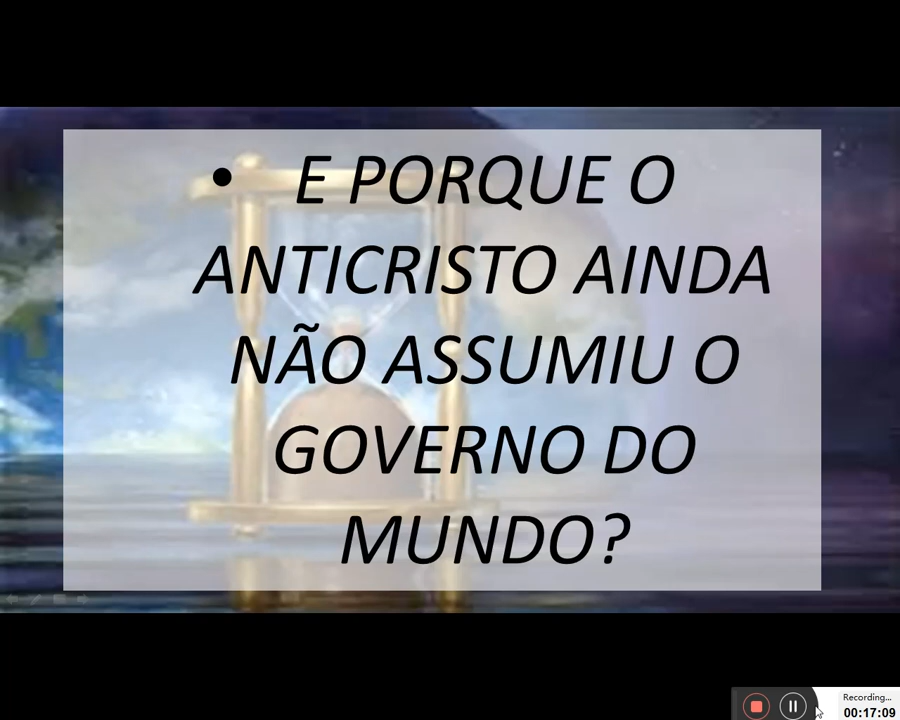 • E PORQUE O
ANTICRISTO AINDA
NÃO ASSUMIU O
GOVERNO DO
MUNDO?
Recording...
00:17:09